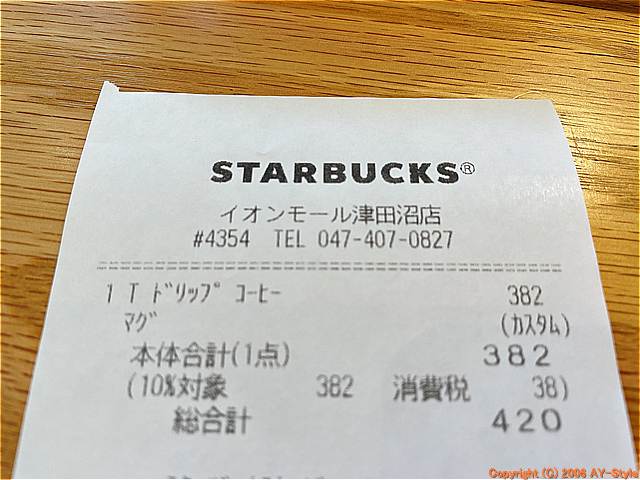 STARBUCKS®
イオンモール津田沼店
#4354 TEL 047-407-0827
1 T ﾄﾞﾘｯﾌﾟ ｺｰﾋｰ 382
ﾏｸﾞ (ｶｽﾀﾑ)
本体合計(1点) 382
(10%対象 382 消費税 38)
総合計 420
Copyright (C) 2006 AY-Style